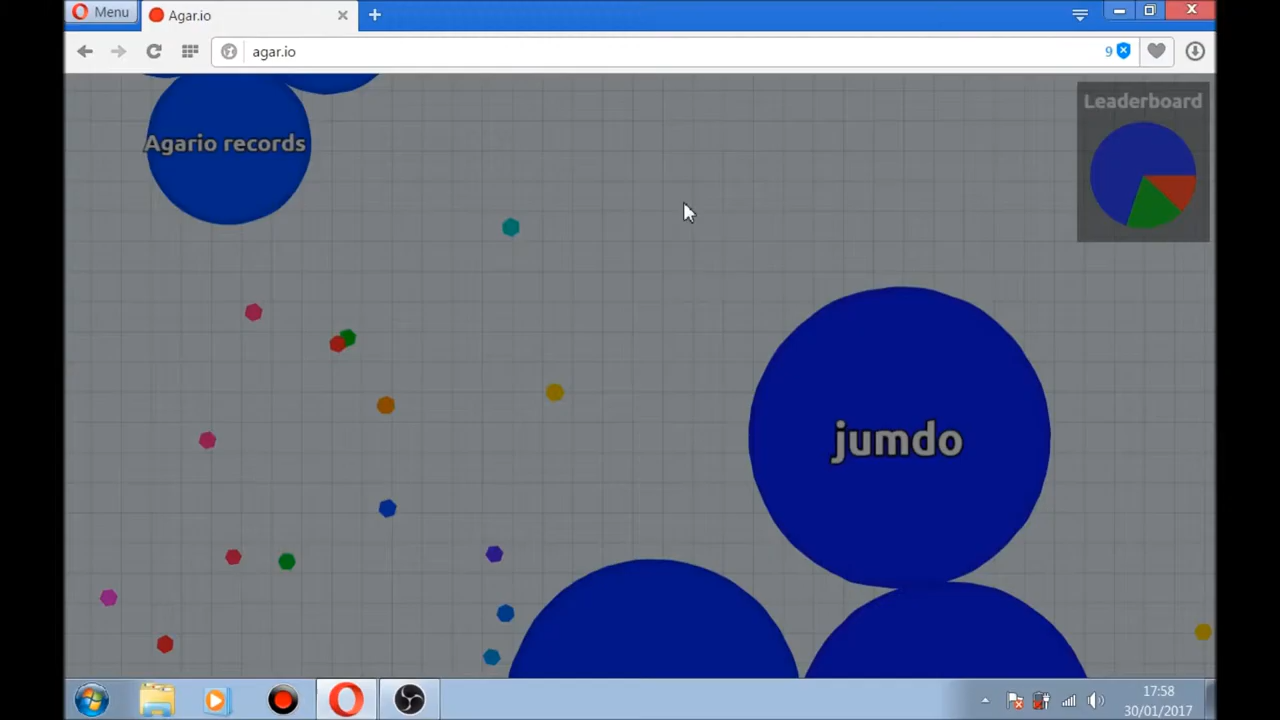 Menu
Agar.io
agar.io
9
Leaderboard
Agario records
jumdo
17:58
30/01/2017